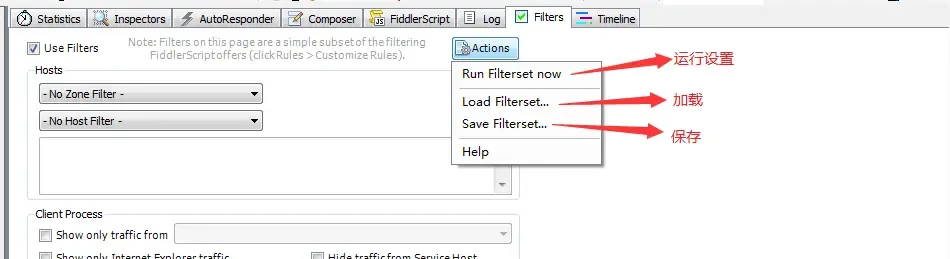 Statistics Inspectors AutoResponder Composer FiddlerScript Log Filters Timeline
Use Filters
Note: Filters on this page are a simple subset of the filtering
FiddlerScript offers (click Rules > Customize Rules).
Actions
Run Filterset now
运行设置
Hosts
- No Zone Filter -
Load Filterset...
加载
- No Host Filter -
Save Filterset...
保存
Help
Client Process
Show only traffic from
Show only Internet Explorer traffic
Hide traffic from Service Host